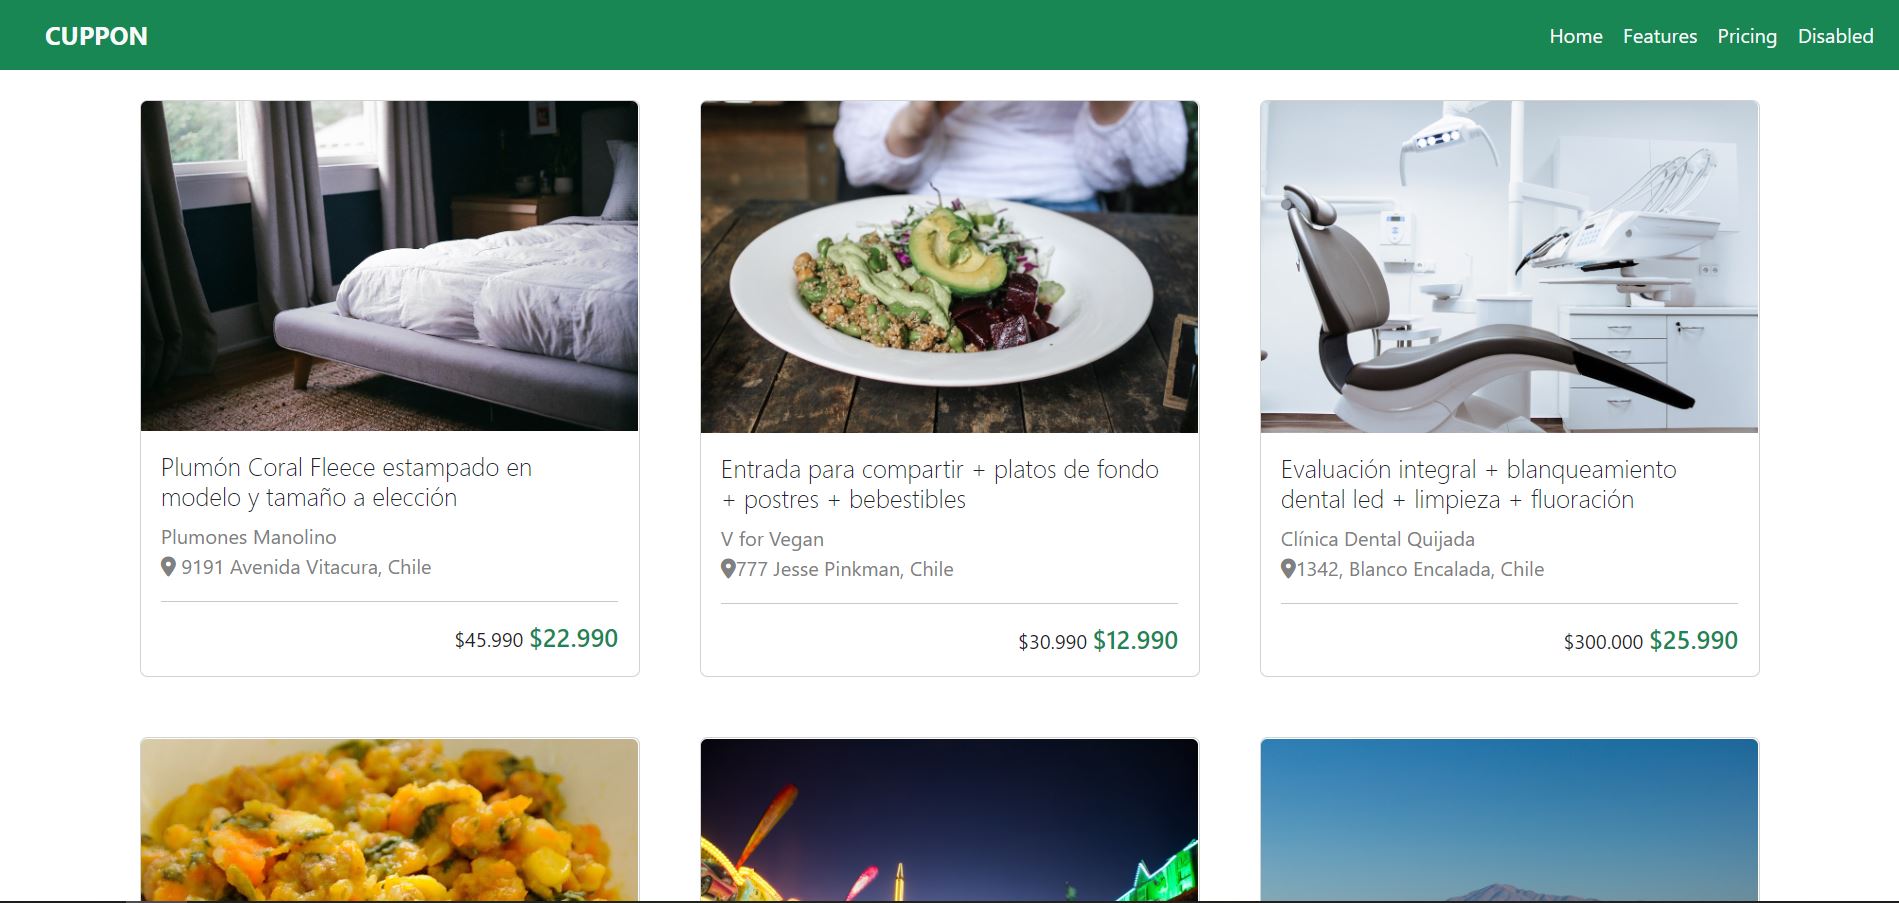 CUPPON
Home Features Pricing Disabled
Plumón Coral Fleece estampado en
modelo y tamaño a elección
Plumones Manolino
9191 Avenida Vitacura, Chile
$45.990 $22.990
Entrada para compartir + platos de fondo
+ postres + bebestibles
V for Vegan
777 Jesse Pinkman, Chile
$30.990 $12.990
Evaluación integral + blanqueamiento
dental led + limpieza + fluoración
Clínica Dental Quijada
1342, Blanco Encalada, Chile
$300.000 $25.990